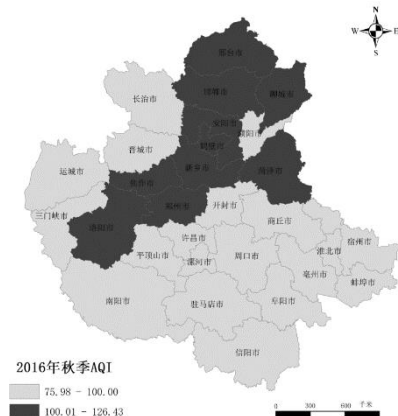 N
W E
S
邢台市
邯郸市
聊城市
长治市
安阳市
濮阳市
鹤壁市
晋城市
新乡市
菏泽市
运城市
焦作市
郑州市
开封市
三门峡市
洛阳市
商丘市
许昌市
平顶山市
漯河市
周口市
淮北市
宿州市
亳州市
蚌埠市
南阳市
驻马店市
阜阳市
信阳市
2016年秋季AQI
75.98 - 100.00
100.01 - 126.43
0 300 600 千米